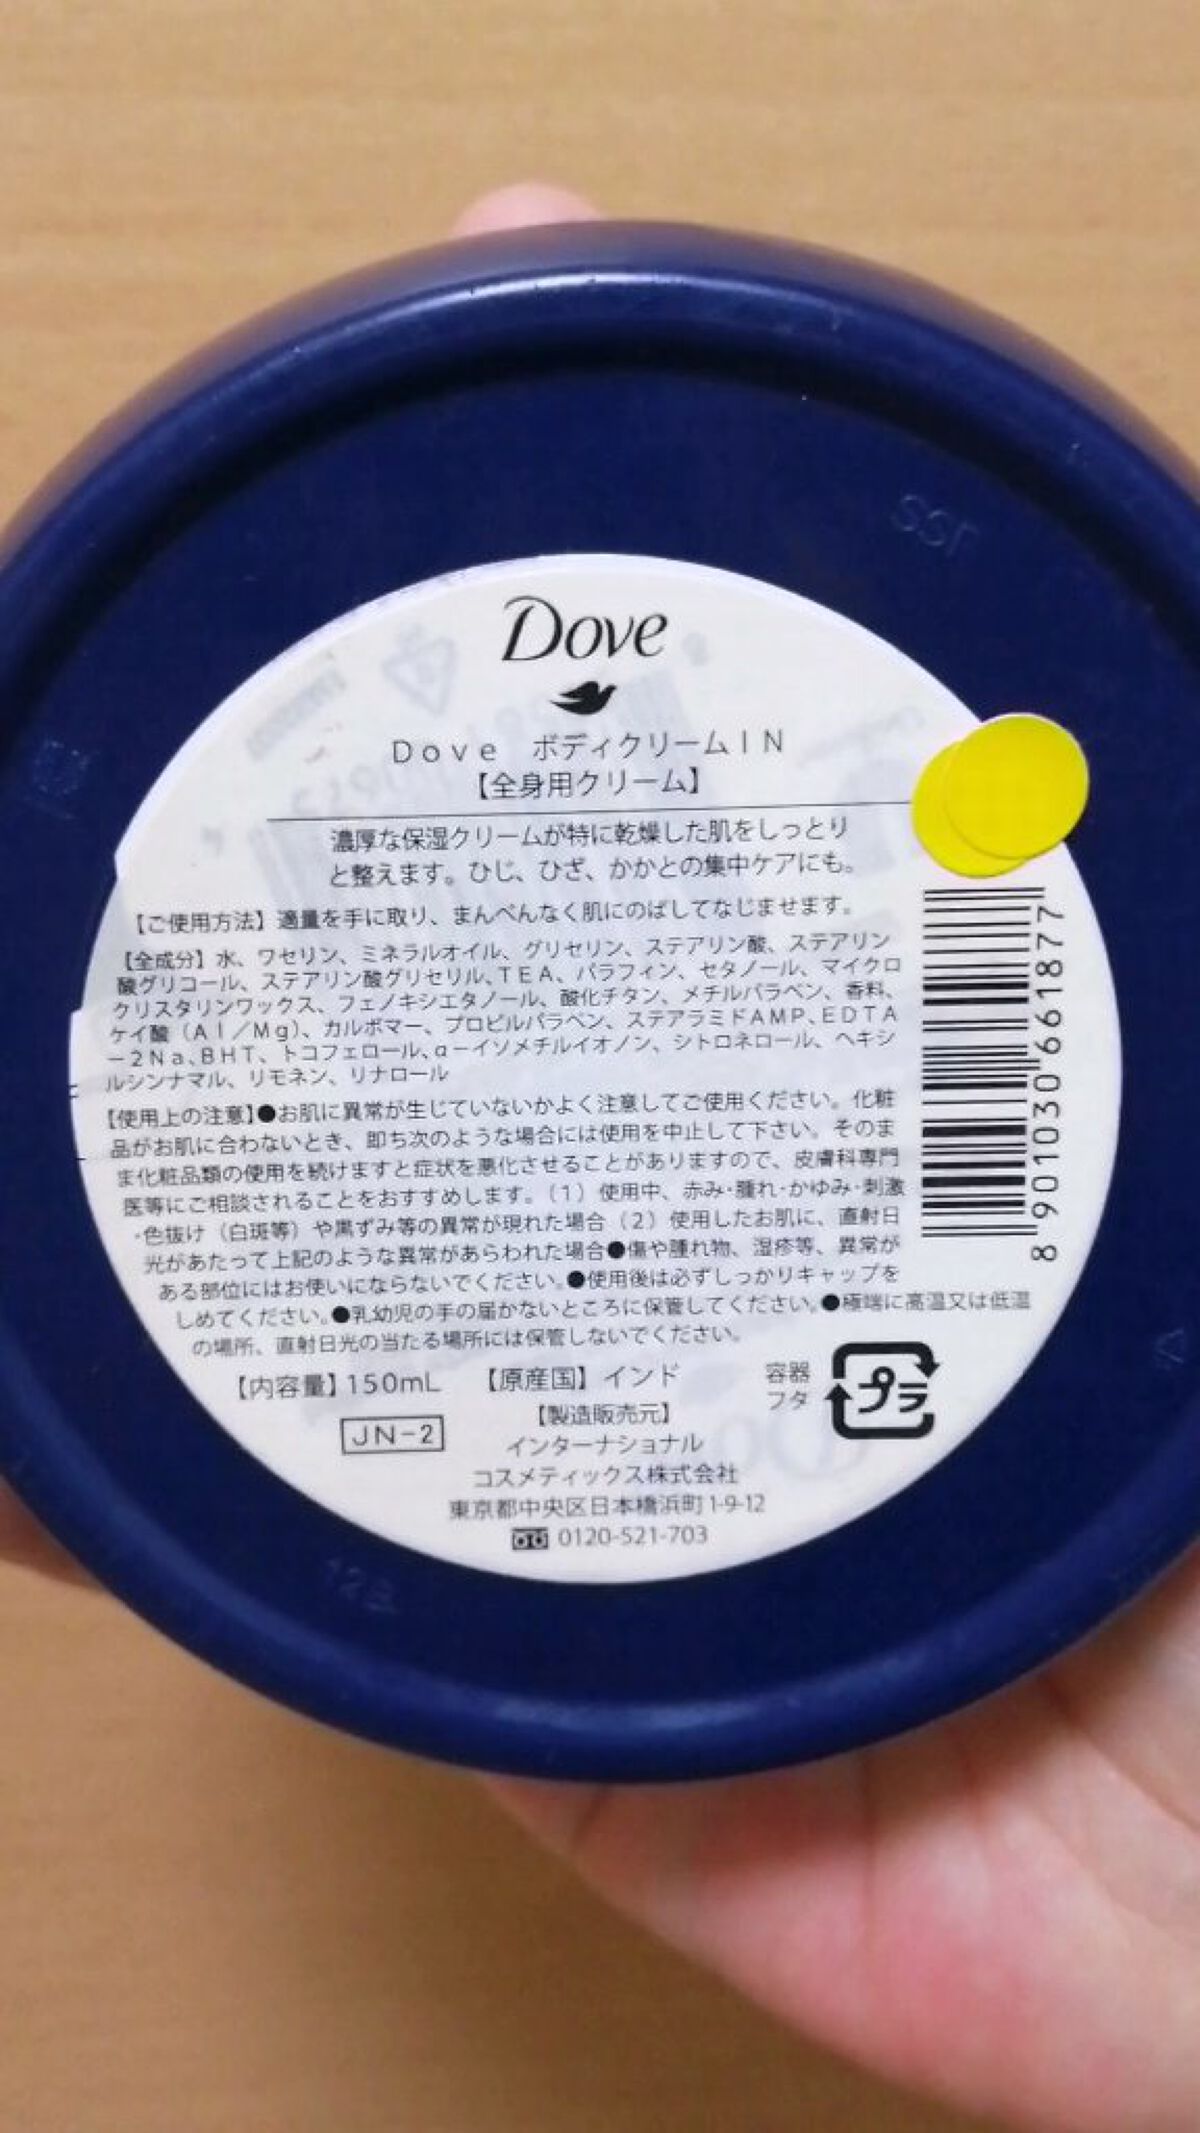 Dove
Dove ボディクリームIN
【全身用クリーム】
濃厚な保湿クリームが特に乾燥した肌をしっとり
と整えます。ひじ、ひざ、かかとの集中ケアにも。
【ご使用方法】適量を手に取り、まんべんなく肌にのばしてなじませます。
【全成分】水、ワセリン、ミネラルオイル、グリセリン、ステアリン酸、ステアリン
酸グリコール、ステアリン酸グリセリル、TEA、パラフィン、セタノール、マイクロ
クリスタリンワックス、フェノキシエタノール、酸化チタン、メチルパラベン、香料、
ケイ酸（Al／Mg）、カルボマー、プロピルパラベン、ステアラミドAMP、EDTA
－2Na、BHT、トコフェロール、α－イソメチルイオノン、シトロネロール、ヘキシ
ルシンナマル、リモネン、リナロール
【使用上の注意】●お肌に異常が生じていないかよく注意してご使用ください。化粧
品がお肌に合わないとき、即ち次のような場合には使用を中止して下さい。そのま
ま化粧品類の使用を続けますと症状を悪化させることがありますので、皮膚科専門
医等にご相談されることをおすすめします。（1）使用中、赤み・腫れ・かゆみ・刺激
・色抜け（白斑等）や黒ずみ等の異常が現れた場合（2）使用したお肌に、直射日
光があたって上記のような異常があらわれた場合●傷や腫れ物、湿疹等、異常が
ある部位にはお使いにならないでください。●使用後は必ずしっかりキャップを
しめてください。●乳幼児の手の届かないところに保管してください。●極端に高温又は低温
の場所、直射日光の当たる場所には保管しないでください。
【内容量】150mL 【原産国】インド
JN-2
【製造販売元】
インターナショナル
コスメティックス株式会社
東京都中央区日本橋浜町1-9-12
0120-521-703
容器
フタ
プラ
8901030661877